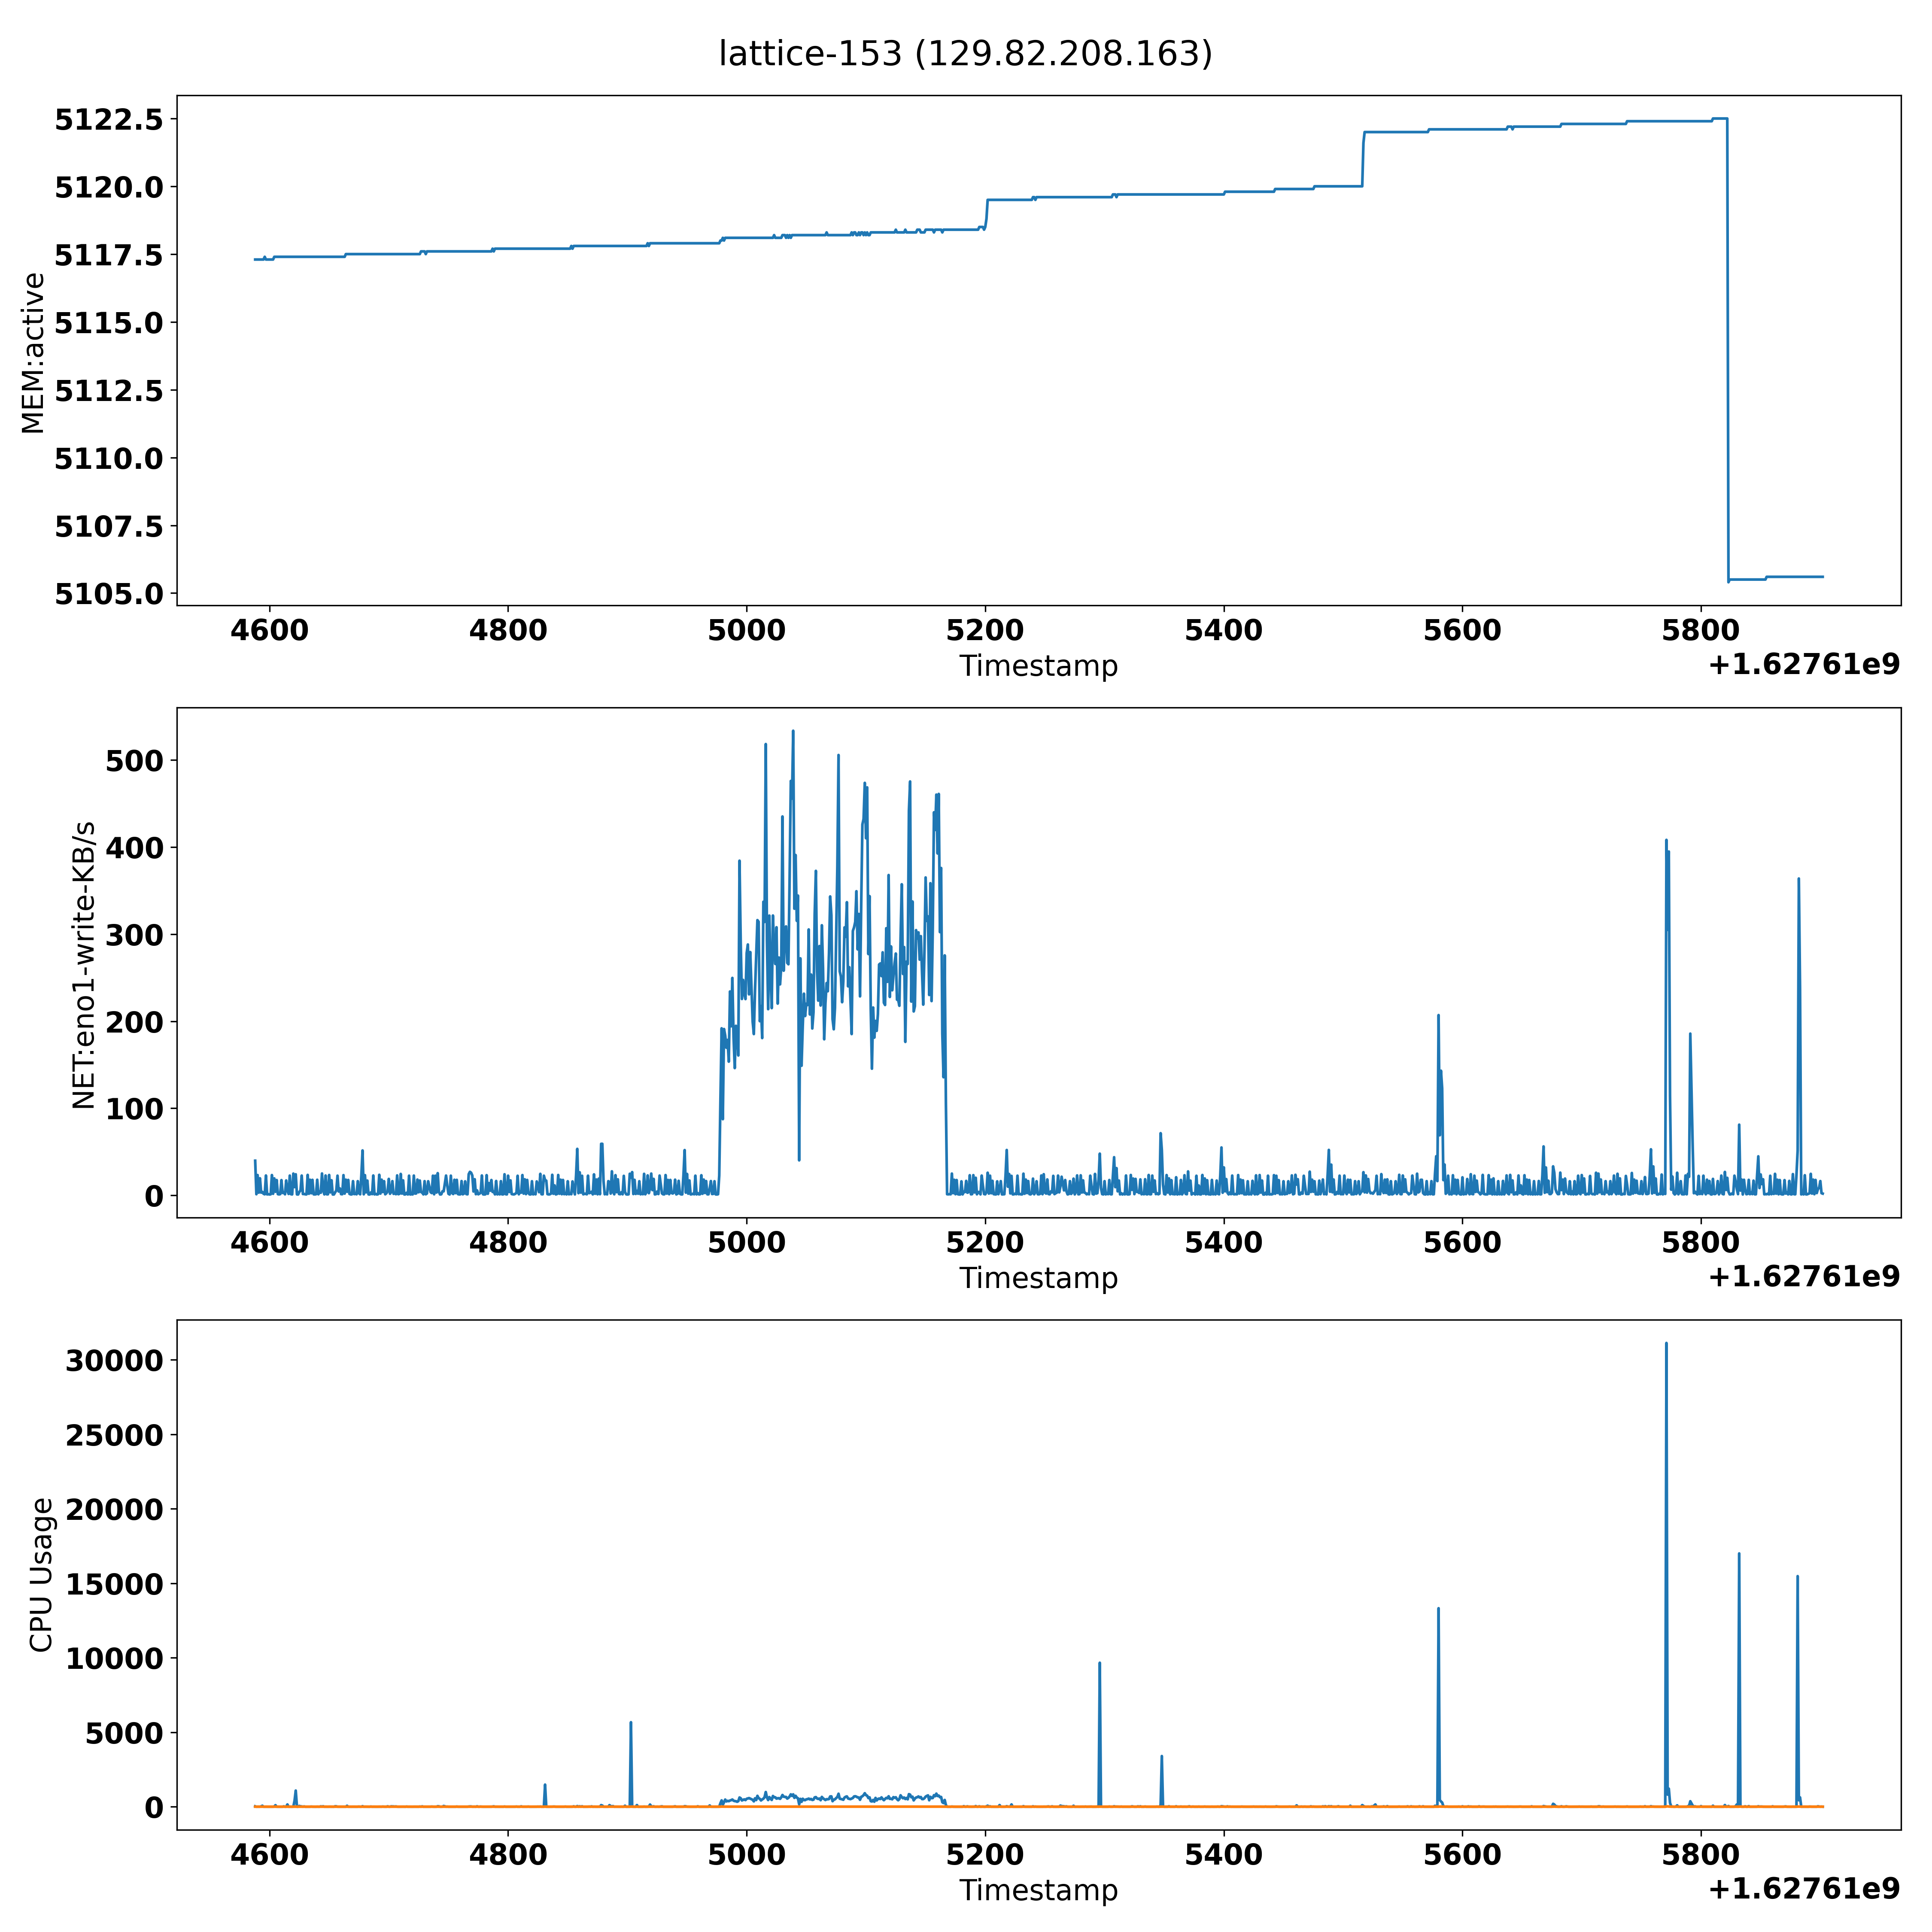 lattice-153 (129.82.208.163)
5122.5
5120.0
5117.5
5115.0
5112.5
5110.0
5107.5
5105.0
MEM:active
4600 4800 5000 5200 5400 5600 5800
Timestamp
+1.62761e9
500
400
300
200
100
0
NET:eno1-write-KB/s
4600 4800 5000 5200 5400 5600 5800
Timestamp
+1.62761e9
30000
25000
20000
15000
10000
5000
0
CPU Usage
4600 4800 5000 5200 5400 5600 5800
Timestamp
+1.62761e9